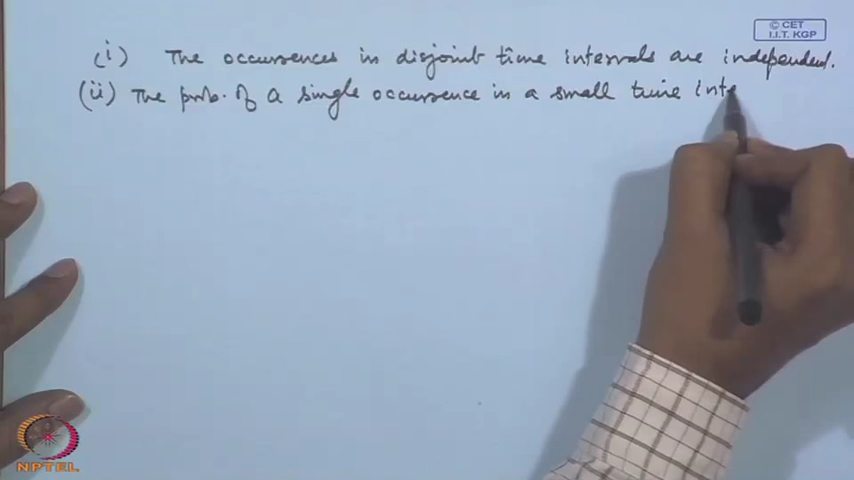 © CET
I.I.T. KGP
(i) The occurrences in disjoint time intervals are independent.
(ii) The prob. of a single occurrence in a small time inte
NPTEL